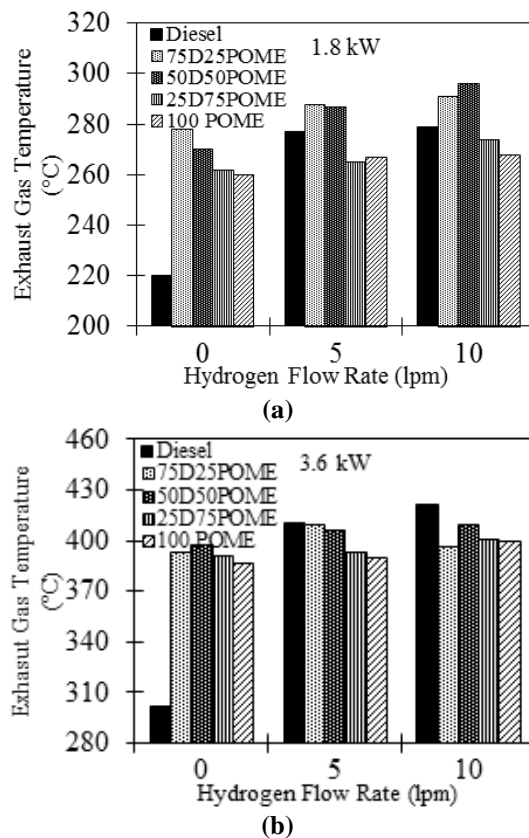 Diesel
75D25POME
50D50POME
25D75POME
100 POME
1.8 kW
Exhaust Gas Temperature
(°C)
320
300
280
260
240
220
200
0 5 10
Hydrogen Flow Rate (lpm)
(a)
Diesel
75D25POME
50D50POME
25D75POME
100 POME
3.6 kW
Exhasut Gas Temperature
(°C)
460
430
400
370
340
310
280
0 5 10
Hydrogen Flow Rate (lpm)
(b)